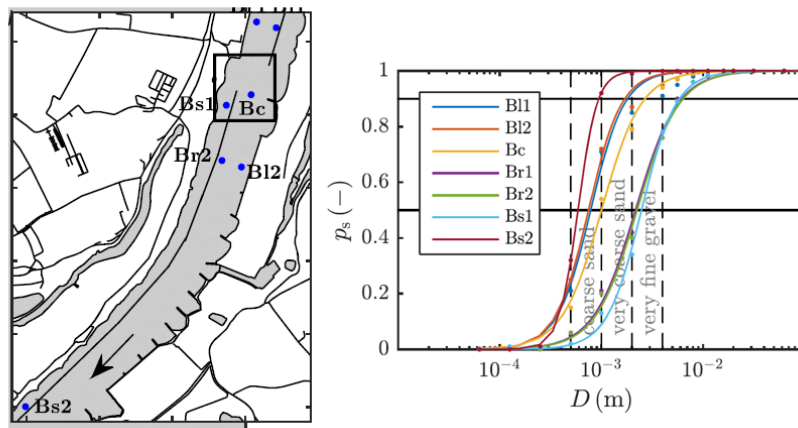 Bs1
Bc
Br2
Bl2
Bs2
1
0.8
0.6
0.4
0.2
0
p_s (−)
Bl1
Bl2
Bc
Br1
Br2
Bs1
Bs2
coarse sand
very coarse sand
very fine gravel
10⁻⁴
10⁻³
10⁻²
D (m)